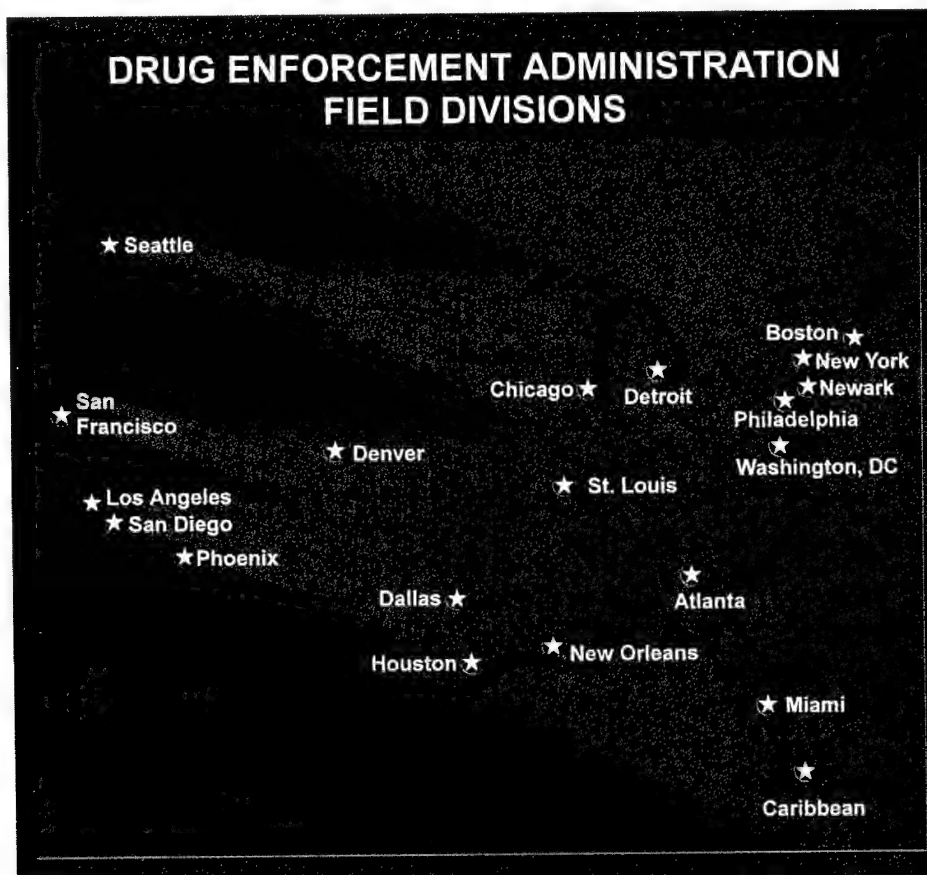 DRUG ENFORCEMENT ADMINISTRATION
FIELD DIVISIONS
Seattle
Boston
New York
Newark
Chicago
Detroit
Philadelphia
San
Francisco
Denver
Washington, DC
St. Louis
Los Angeles
San Diego
Phoenix
Dallas
Atlanta
New Orleans
Houston
Miami
Caribbean